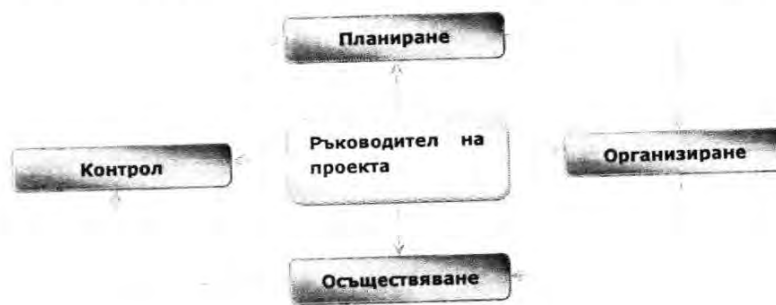 Планиране
Ръководител на
проекта
Контрол
Организиране
Осъществяване